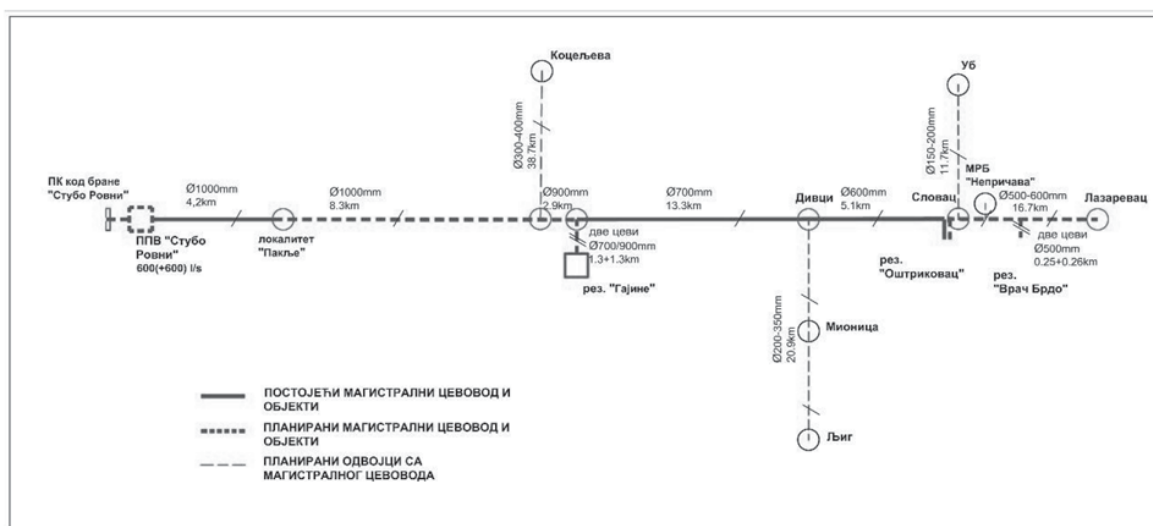 Коцељева
Ø300-400mm
38.7km
Уб
Ø150-200mm
11.7km
МРБ
"Непричава"
Ø500-600mm
16.7km
Лазаревац
ПК код бране
"Стубо Ровни"
Ø1000mm
4,2km
Ø1000mm
8.3km
Ø900mm
2.9km
Ø700mm
13.3km
Дивци
Ø600mm
5.1km
Словац
ППВ "Стубо
Ровни"
600(+600) l/s
локалитет
"Пакље"
две цеви
Ø700/900mm
1.3+1.3km
рез. "Гајине"
рез.
"Оштриковац"
две цеви
Ø500mm
0.25+0.26km
рез.
"Врач Брдо"
Ø200-350mm
20.9km
Мионица
Љиг
ПОСТОЈЕЋИ МАГИСТРАЛНИ ЦЕВОВОД И
ОБЈЕКТИ
ПЛАНИРАНИ МАГИСТРАЛНИ ЦЕВОВОД И
ОБЈЕКТИ
ПЛАНИРАНИ ОДВОЈЦИ СА
МАГИСТРАЛНОГ ЦЕВОВОДА